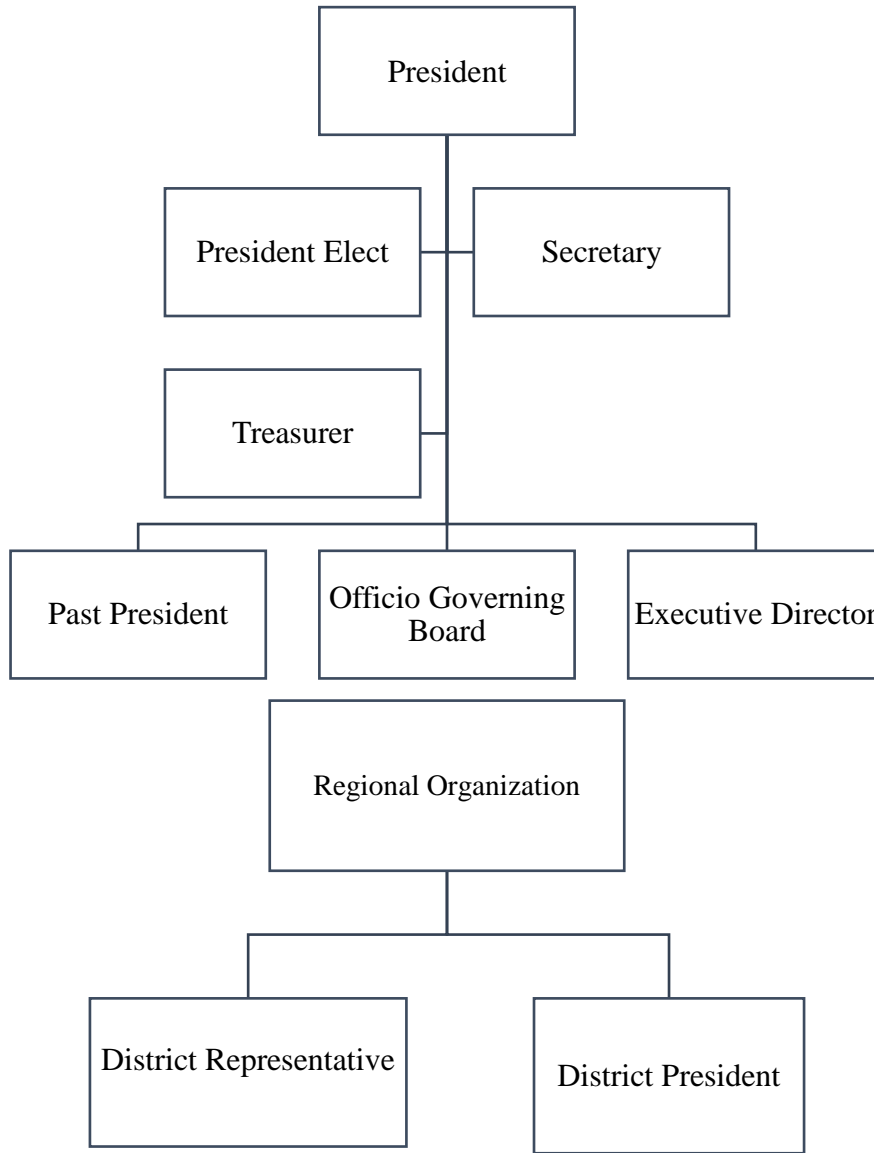 President
President Elect
Secretary
Treasurer
Past President
Officio Governing
Board
Executive Director
Regional Organization
District Representative
District President